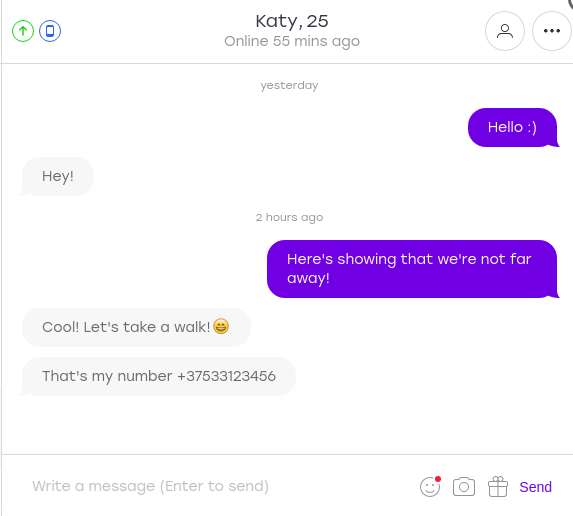 Katy, 25
Online 55 mins ago
yesterday
Hello :)
Hey!
2 hours ago
Here's showing that we're not far
away!
Cool! Let's take a walk!😄
That's my number +37533123456
Write a message (Enter to send)
Send